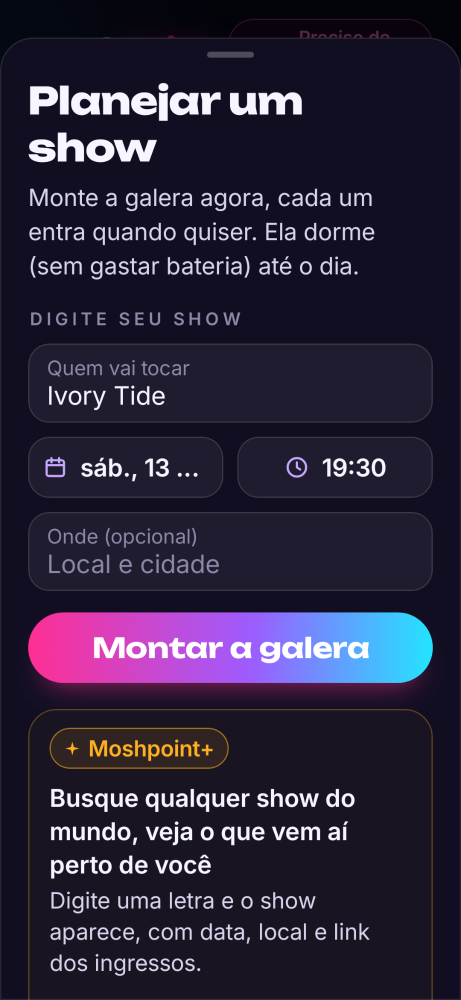 Preciso de
Planejar um
show
Monte a galera agora, cada um
entra quando quiser. Ela dorme
(sem gastar bateria) até o dia.
DIGITE SEU SHOW
Quem vai tocar
Ivory Tide
sáb., 13 ...
19:30
Onde (opcional)
Local e cidade
Montar a galera
Moshpoint+
Busque qualquer show do
mundo, veja o que vem aí
perto de você
Digite uma letra e o show
aparece, com data, local e link
dos ingressos.